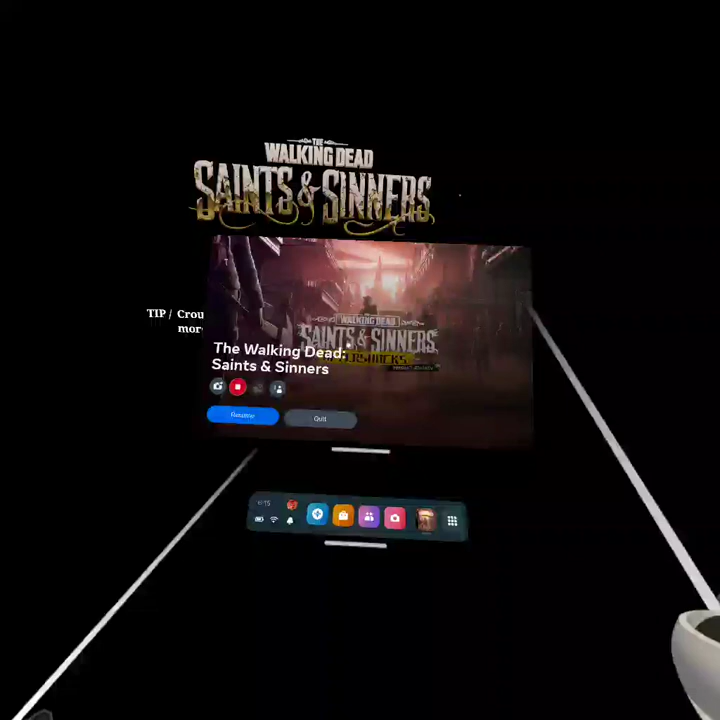 THE
WALKING DEAD
SAINTS & SINNERS
WALKING DEAD
SAINTS & SINNERS
AFTERSHOCKS
TIP / Crou
mor
The Walking Dead:
Saints & Sinners
Resume
Quit